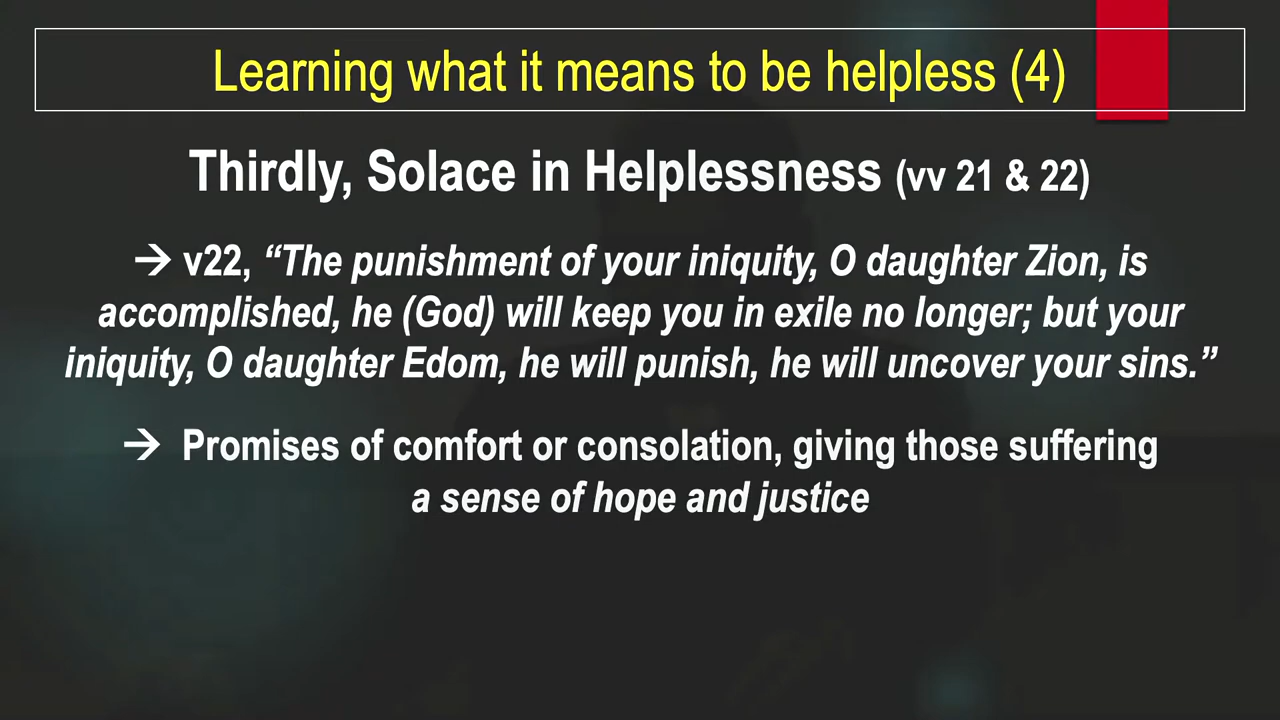 Learning what it means to be helpless (4)
Thirdly, Solace in Helplessness (vv 21 & 22)
→ v22, “The punishment of your iniquity, O daughter Zion, is
accomplished, he (God) will keep you in exile no longer; but your
iniquity, O daughter Edom, he will punish, he will uncover your sins.”
→ Promises of comfort or consolation, giving those suffering
a sense of hope and justice